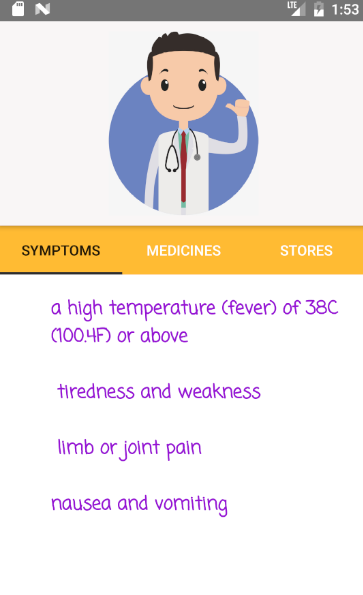 LTE 1:53
SYMPTOMS MEDICINES STORES
a high temperature (fever) of 38C
(100.4F) or above
tiredness and weakness
limb or joint pain
nausea and vomiting